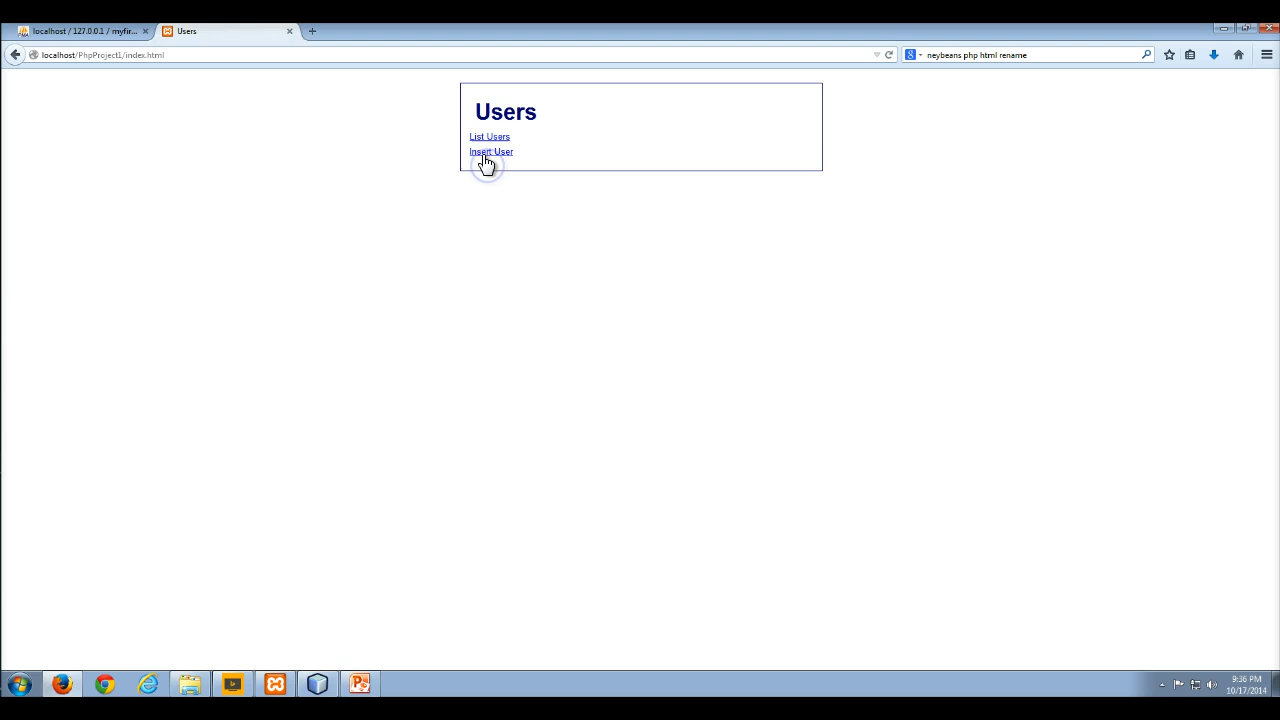 localhost / 127.0.0.1 / myfir...
Users
localhost/PhpProject1/index.html
neybeans php html rename
Users
List Users
Insert User
9:36 PM
10/17/2014